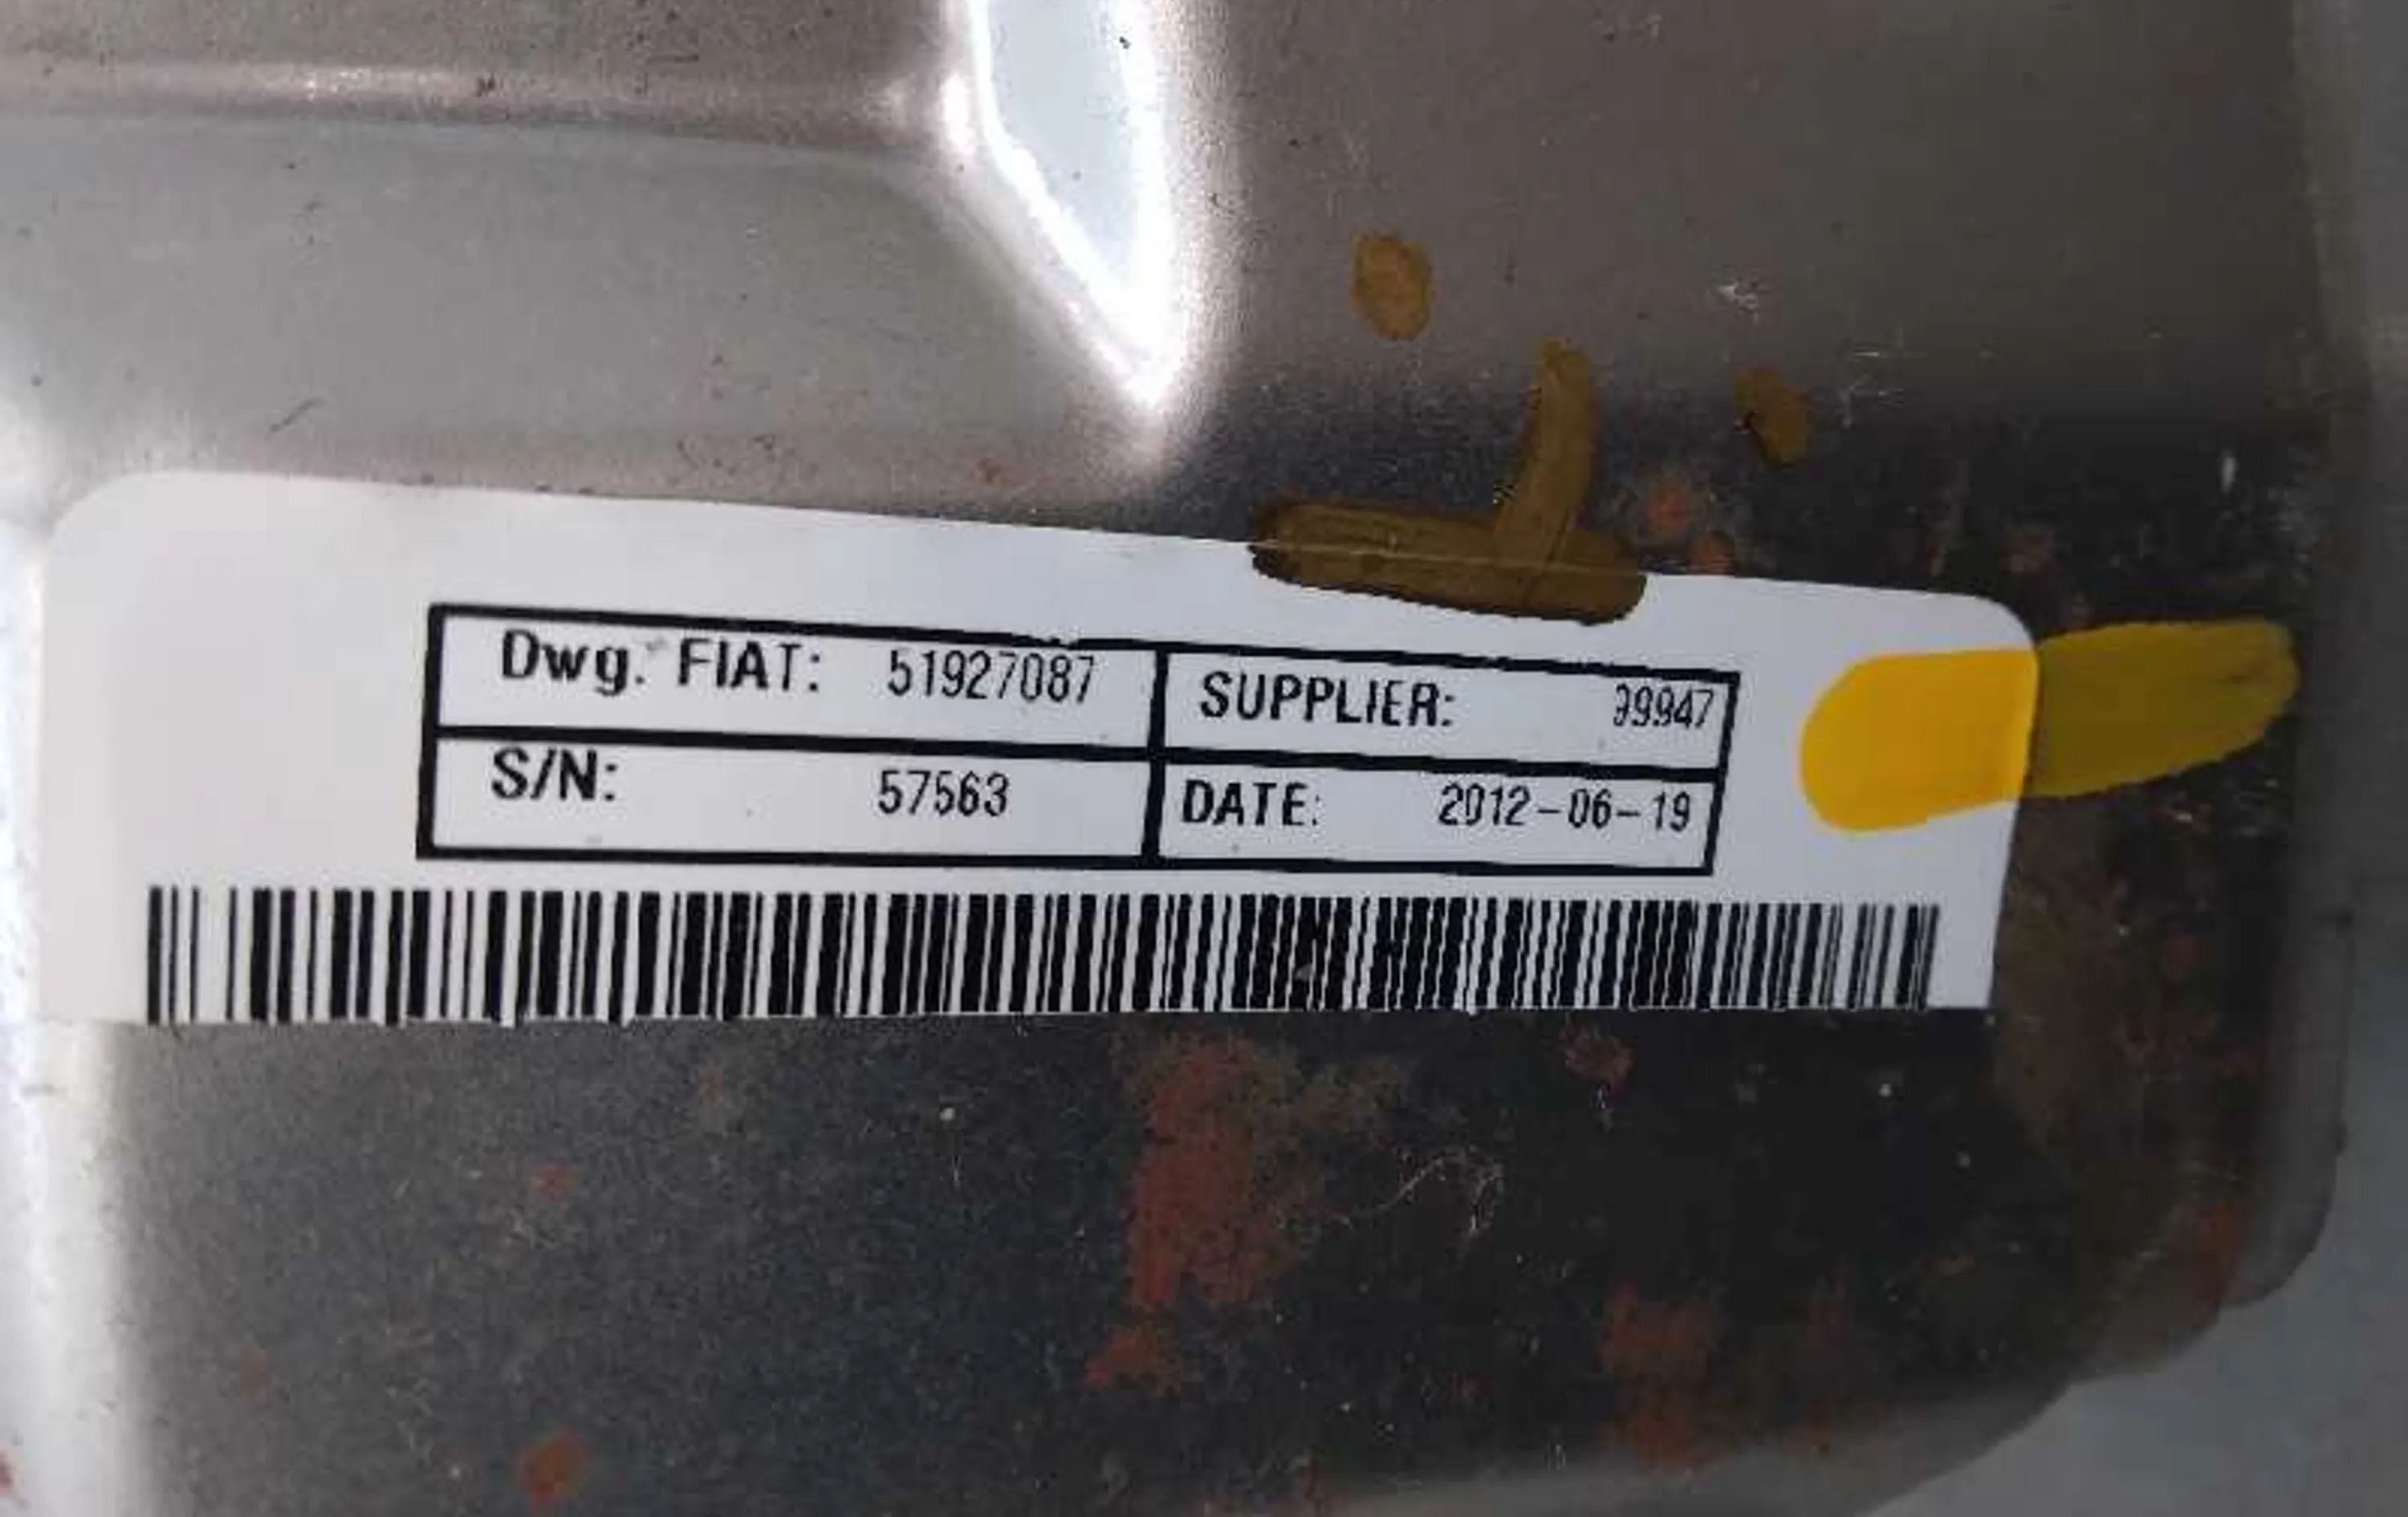 Dwg. FIAT: 51927087 SUPPLIER: 99947
S/N: 57563 DATE: 2012-06-19